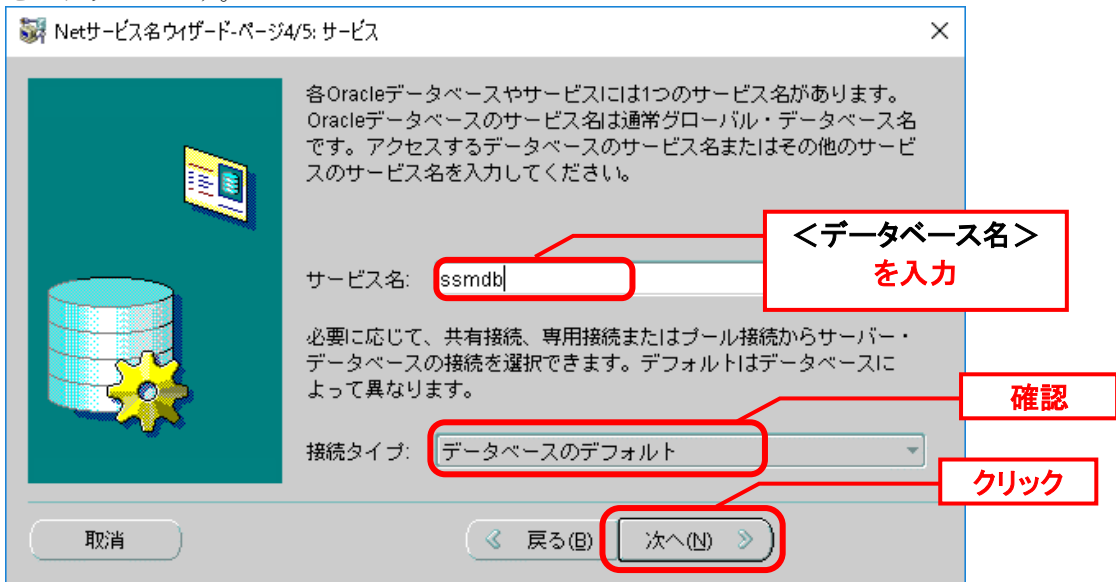 Netサービス名ウィザード-ページ4/5: サービス
各Oracleデータベースやサービスには1つのサービス名があります。
Oracleデータベースのサービス名は通常グローバル・データベース名
です。アクセスするデータベースのサービス名またはその他のサービ
スのサービス名を入力してください。
＜データベース名＞
を入力
サービス名: ssmdb
必要に応じて、共有接続、専用接続またはプール接続からサーバー・
データベースの接続を選択できます。デフォルトはデータベースに
よって異なります。
確認
接続タイプ: データベースのデフォルト
クリック
取消
戻る(B)
次へ(N)